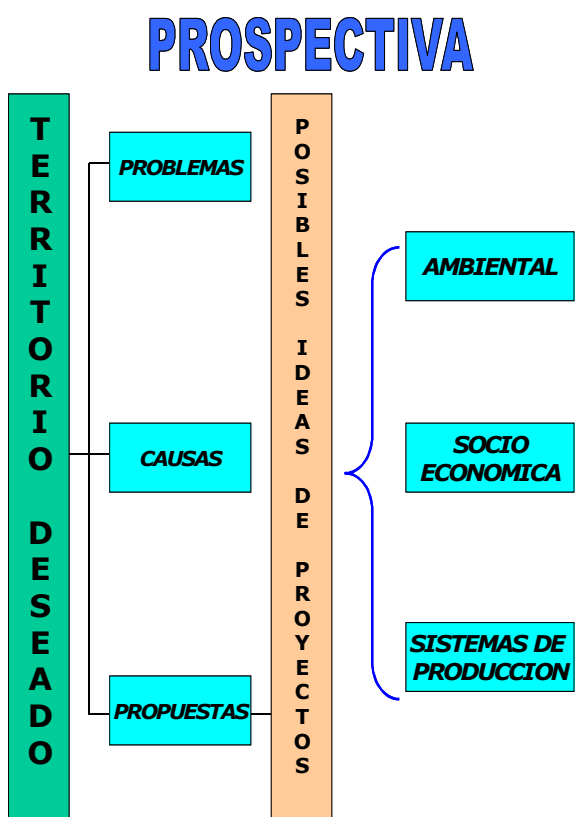 PROSPECTIVA
TERRITORIO DESEADO
PROBLEMAS
CAUSAS
PROPUESTAS
POSIBLES IDEAS DE PROYECTOS
AMBIENTAL
SOCIO
ECONOMICA
SISTEMAS DE
PRODUCCION